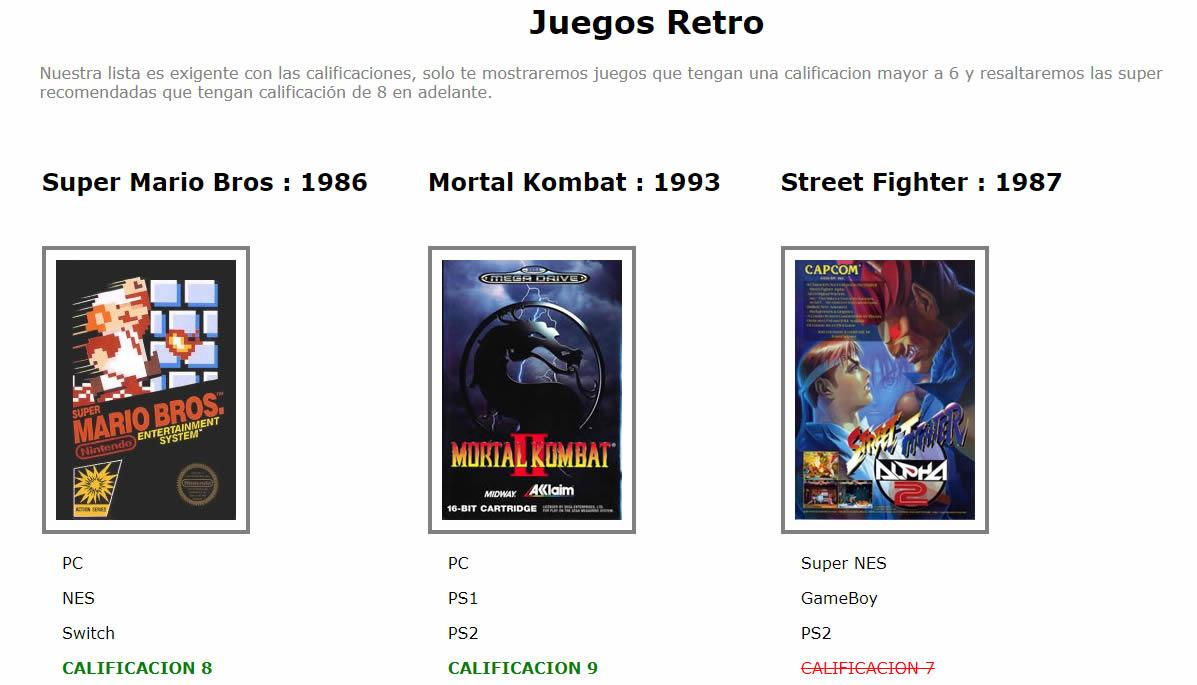 Juegos Retro
Nuestra lista es exigente con las calificaciones, solo te mostraremos juegos que tengan una calificacion mayor a 6 y resaltaremos las super
recomendadas que tengan calificación de 8 en adelante.
Super Mario Bros : 1986
Mortal Kombat : 1993
Street Fighter : 1987
SUPER
MARIO BROS.™
ENTERTAINMENT
SYSTEM™
Nintendo
ACTION SERIES
MEGA DRIVE
MORTAL KOMBAT
II
MIDWAY
AKklaim
16-BIT CARTRIDGE
CAPCOM
STREET FIGHTER
ALPHA
2
PC
NES
Switch
CALIFICACION 8
PC
PS1
PS2
CALIFICACION 9
Super NES
GameBoy
PS2
CALIFICACION 7